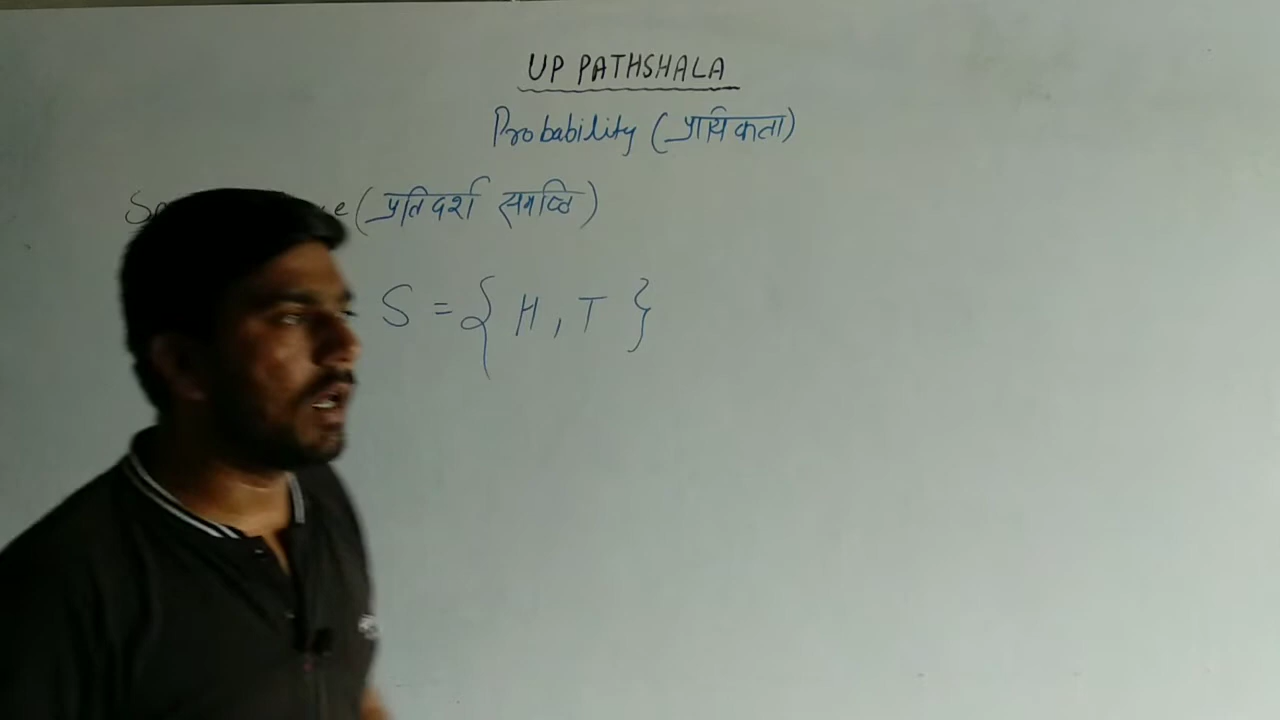 UP PATHSHALA
Probability (प्रायिकता)
(प्रतिदर्श समष्टि)
S = { H, T }